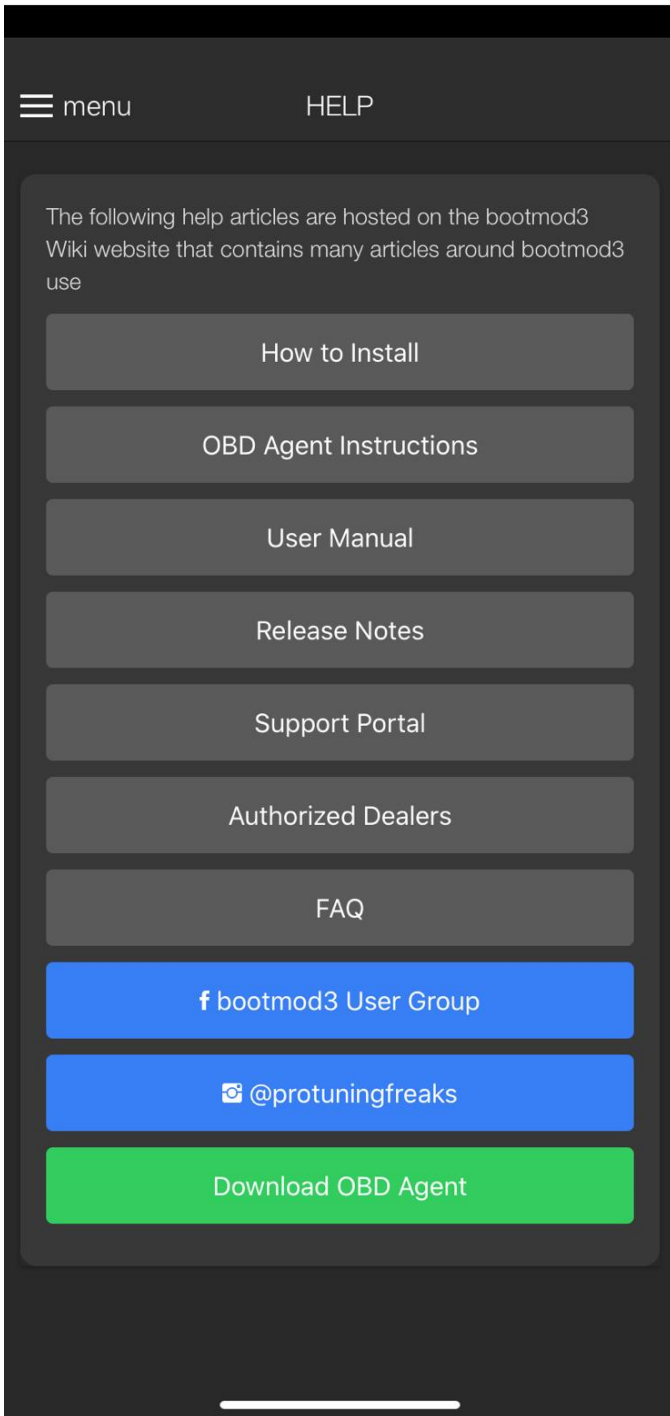 menu
HELP
The following help articles are hosted on the bootmod3
Wiki website that contains many articles around bootmod3
use
How to Install
OBD Agent Instructions
User Manual
Release Notes
Support Portal
Authorized Dealers
FAQ
f bootmod3 User Group
@protuningfreaks
Download OBD Agent